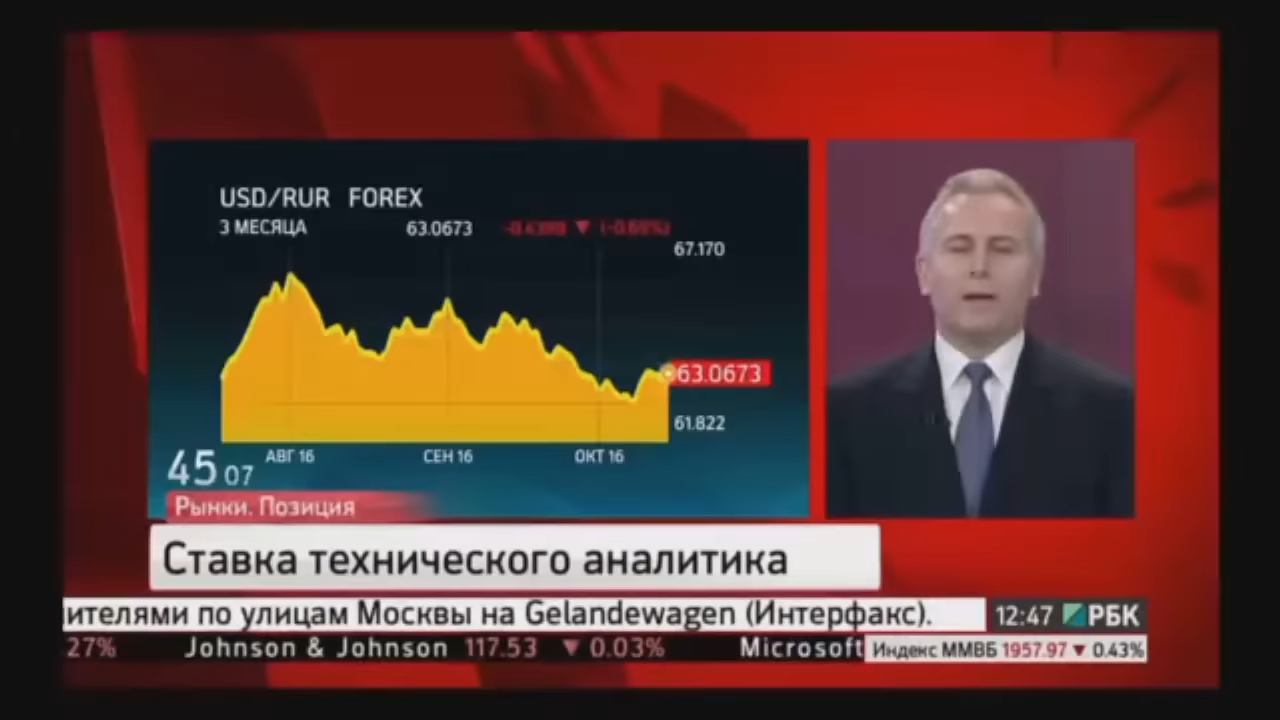 USD/RUR FOREX
3 МЕСЯЦА 63.0673 ▼ (-0.69%)
67.170
63.0673
61.822
АВГ 16 СЕН 16 ОКТ 16
45 07
Рынки. Позиция
Ставка технического аналитика
ителями по улицам Москвы на Gelandewagen (Интерфакс). 12:47 РБК
27% Johnson & Johnson 117.53 ▼ 0.03% Microsoft Индекс ММВБ 1957.97 ▼ 0.43%